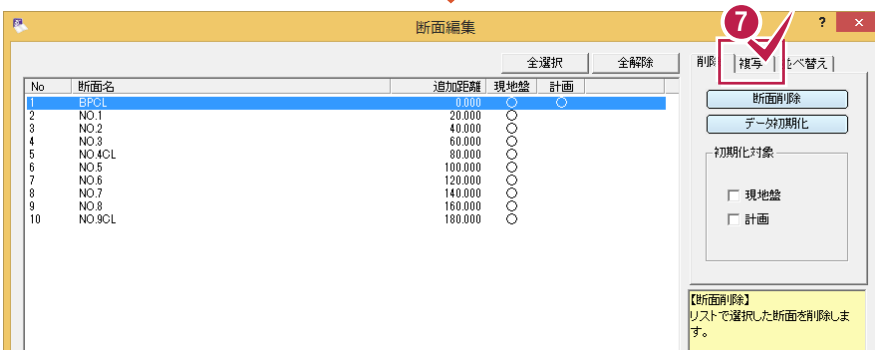 断面編集
7
?
×
全選択 全解除
削除 複写 並べ替え
No 断面名 追加距離 現地盤 計画
1 BPCL 0.000 ○ ○
2 NO.1 20.000 ○
3 NO.2 40.000 ○
4 NO.3 60.000 ○
5 NO.4CL 80.000 ○
6 NO.5 100.000 ○
7 NO.6 120.000 ○
8 NO.7 140.000 ○
9 NO.8 160.000 ○
10 NO.9CL 180.000 ○
断面削除
データ初期化
初期化対象
現地盤
計画
【断面削除】
リストで選択した断面を削除しま
す。